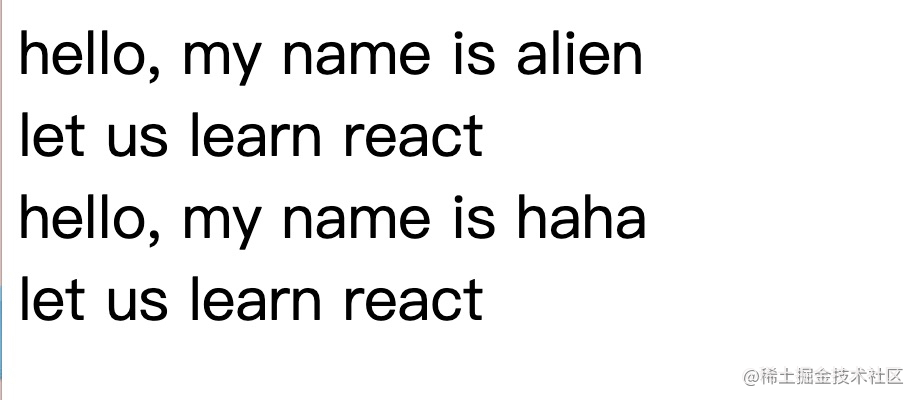 hello, my name is alien
let us learn react
hello, my name is haha
let us learn react
@稀土掘金技术社区